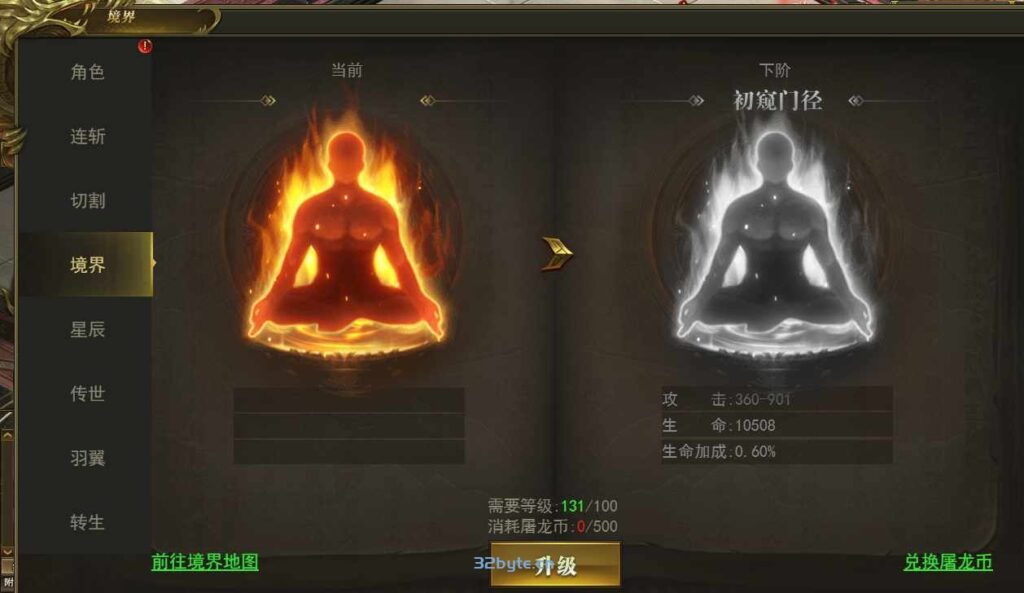 境界
角色
连斩
切割
境界
星辰
传世
羽翼
转生
当前
下阶
初窥门径
攻 击:360-901
生 命:10508
生命加成:0.60%
需要等级:131/100
消耗屠龙币:0/500
前往境界地图
升级
兑换屠龙币
附